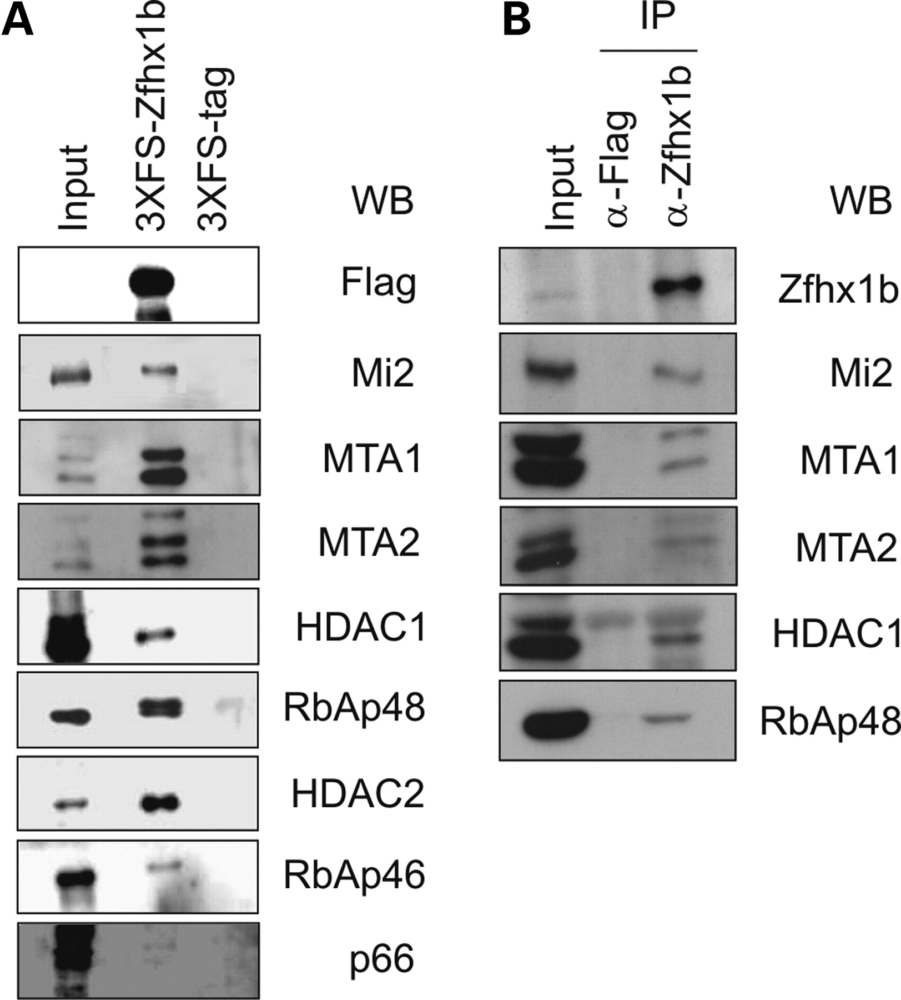 A
Input
3XFS-Zfhx1b
3XFS-tag
WB
Flag
Mi2
MTA1
MTA2
HDAC1
RbAp48
HDAC2
RbAp46
p66
B
IP
Input
α-Flag
α-Zfhx1b
WB
Zfhx1b
Mi2
MTA1
MTA2
HDAC1
RbAp48